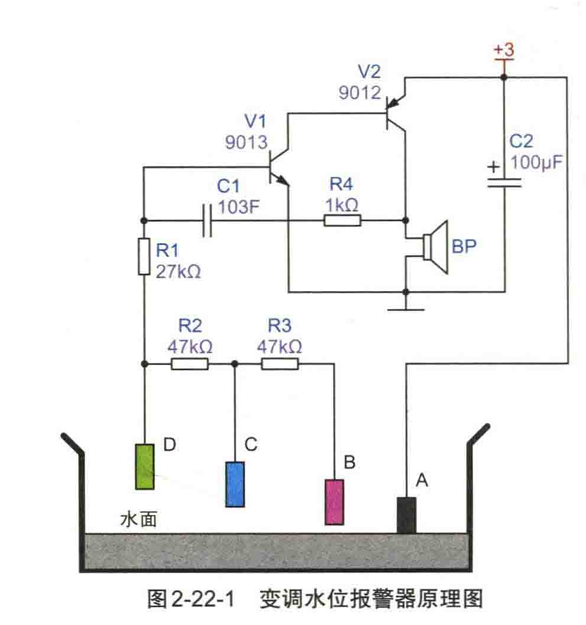 +3
V2
9012
V1
9013
C2
100μF
+
C1
103F
R4
1kΩ
BP
R1
27kΩ
R2
47kΩ
R3
47kΩ
D
C
B
A
水面
图2-22-1 变调水位报警器原理图